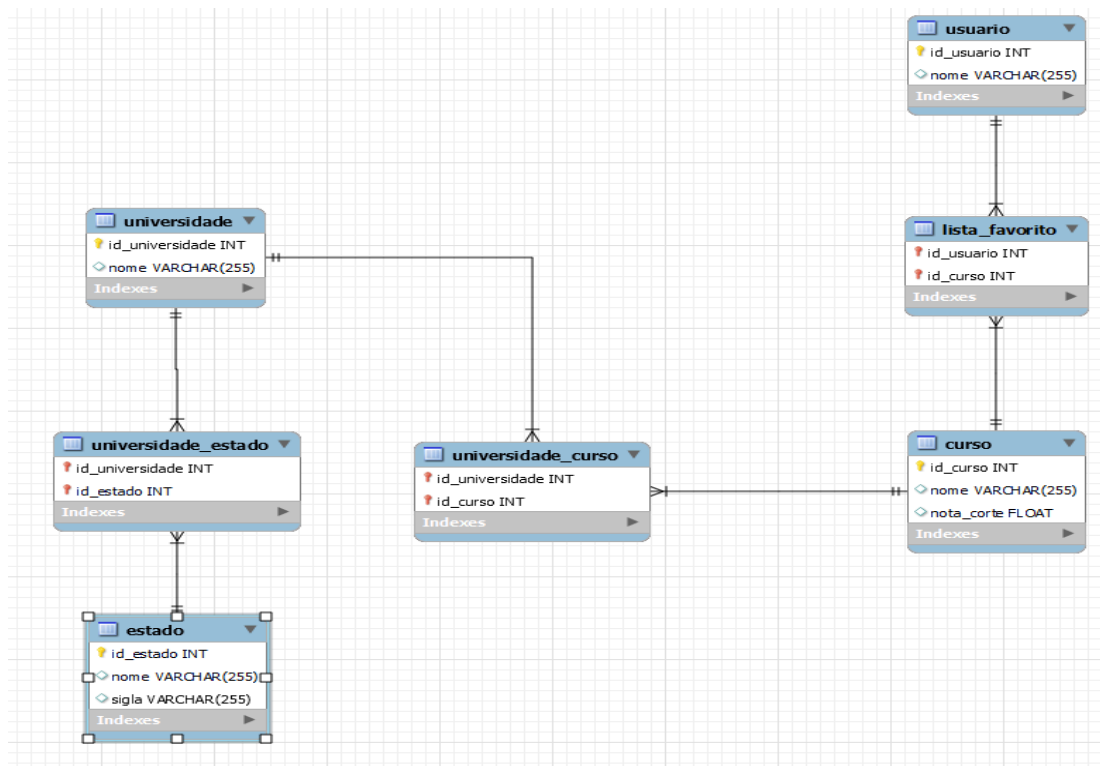 usuario
id_usuario INT
nome VARCHAR(255)
Indexes
universidade
id_universidade INT
nome VARCHAR(255)
Indexes
lista_favorito
id_usuario INT
id_curso INT
Indexes
universidade_estado
id_universidade INT
id_estado INT
Indexes
universidade_curso
id_universidade INT
id_curso INT
Indexes
curso
id_curso INT
nome VARCHAR(255)
nota_corte FLOAT
Indexes
estado
id_estado INT
nome VARCHAR(255)
sigla VARCHAR(255)
Indexes